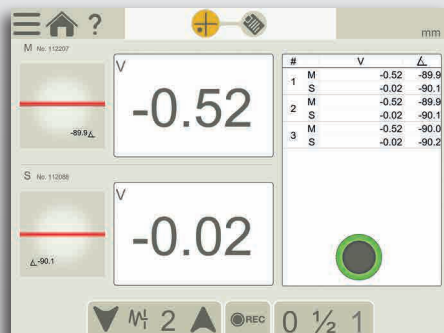 ?
mm
M No. 112207
-89.9
V
-0.52
S No. 112088
-90.1
V
-0.02
# V
1 M -0.52 -89.9
S -0.02 -90.1
2 M -0.52 -89.9
S -0.02 -90.1
3 M -0.52 -90.0
S -0.02 -90.2
2 REC 0 ½ 1